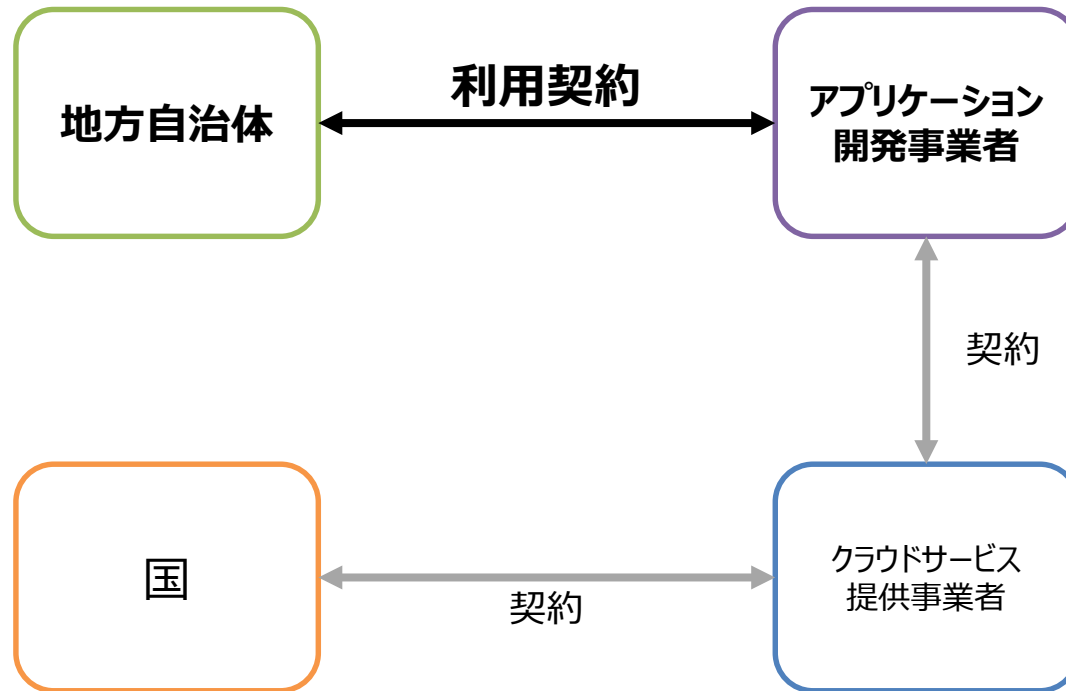 地方自治体
利用契約
アプリケーション
開発事業者
契約
国
契約
クラウドサービス
提供事業者